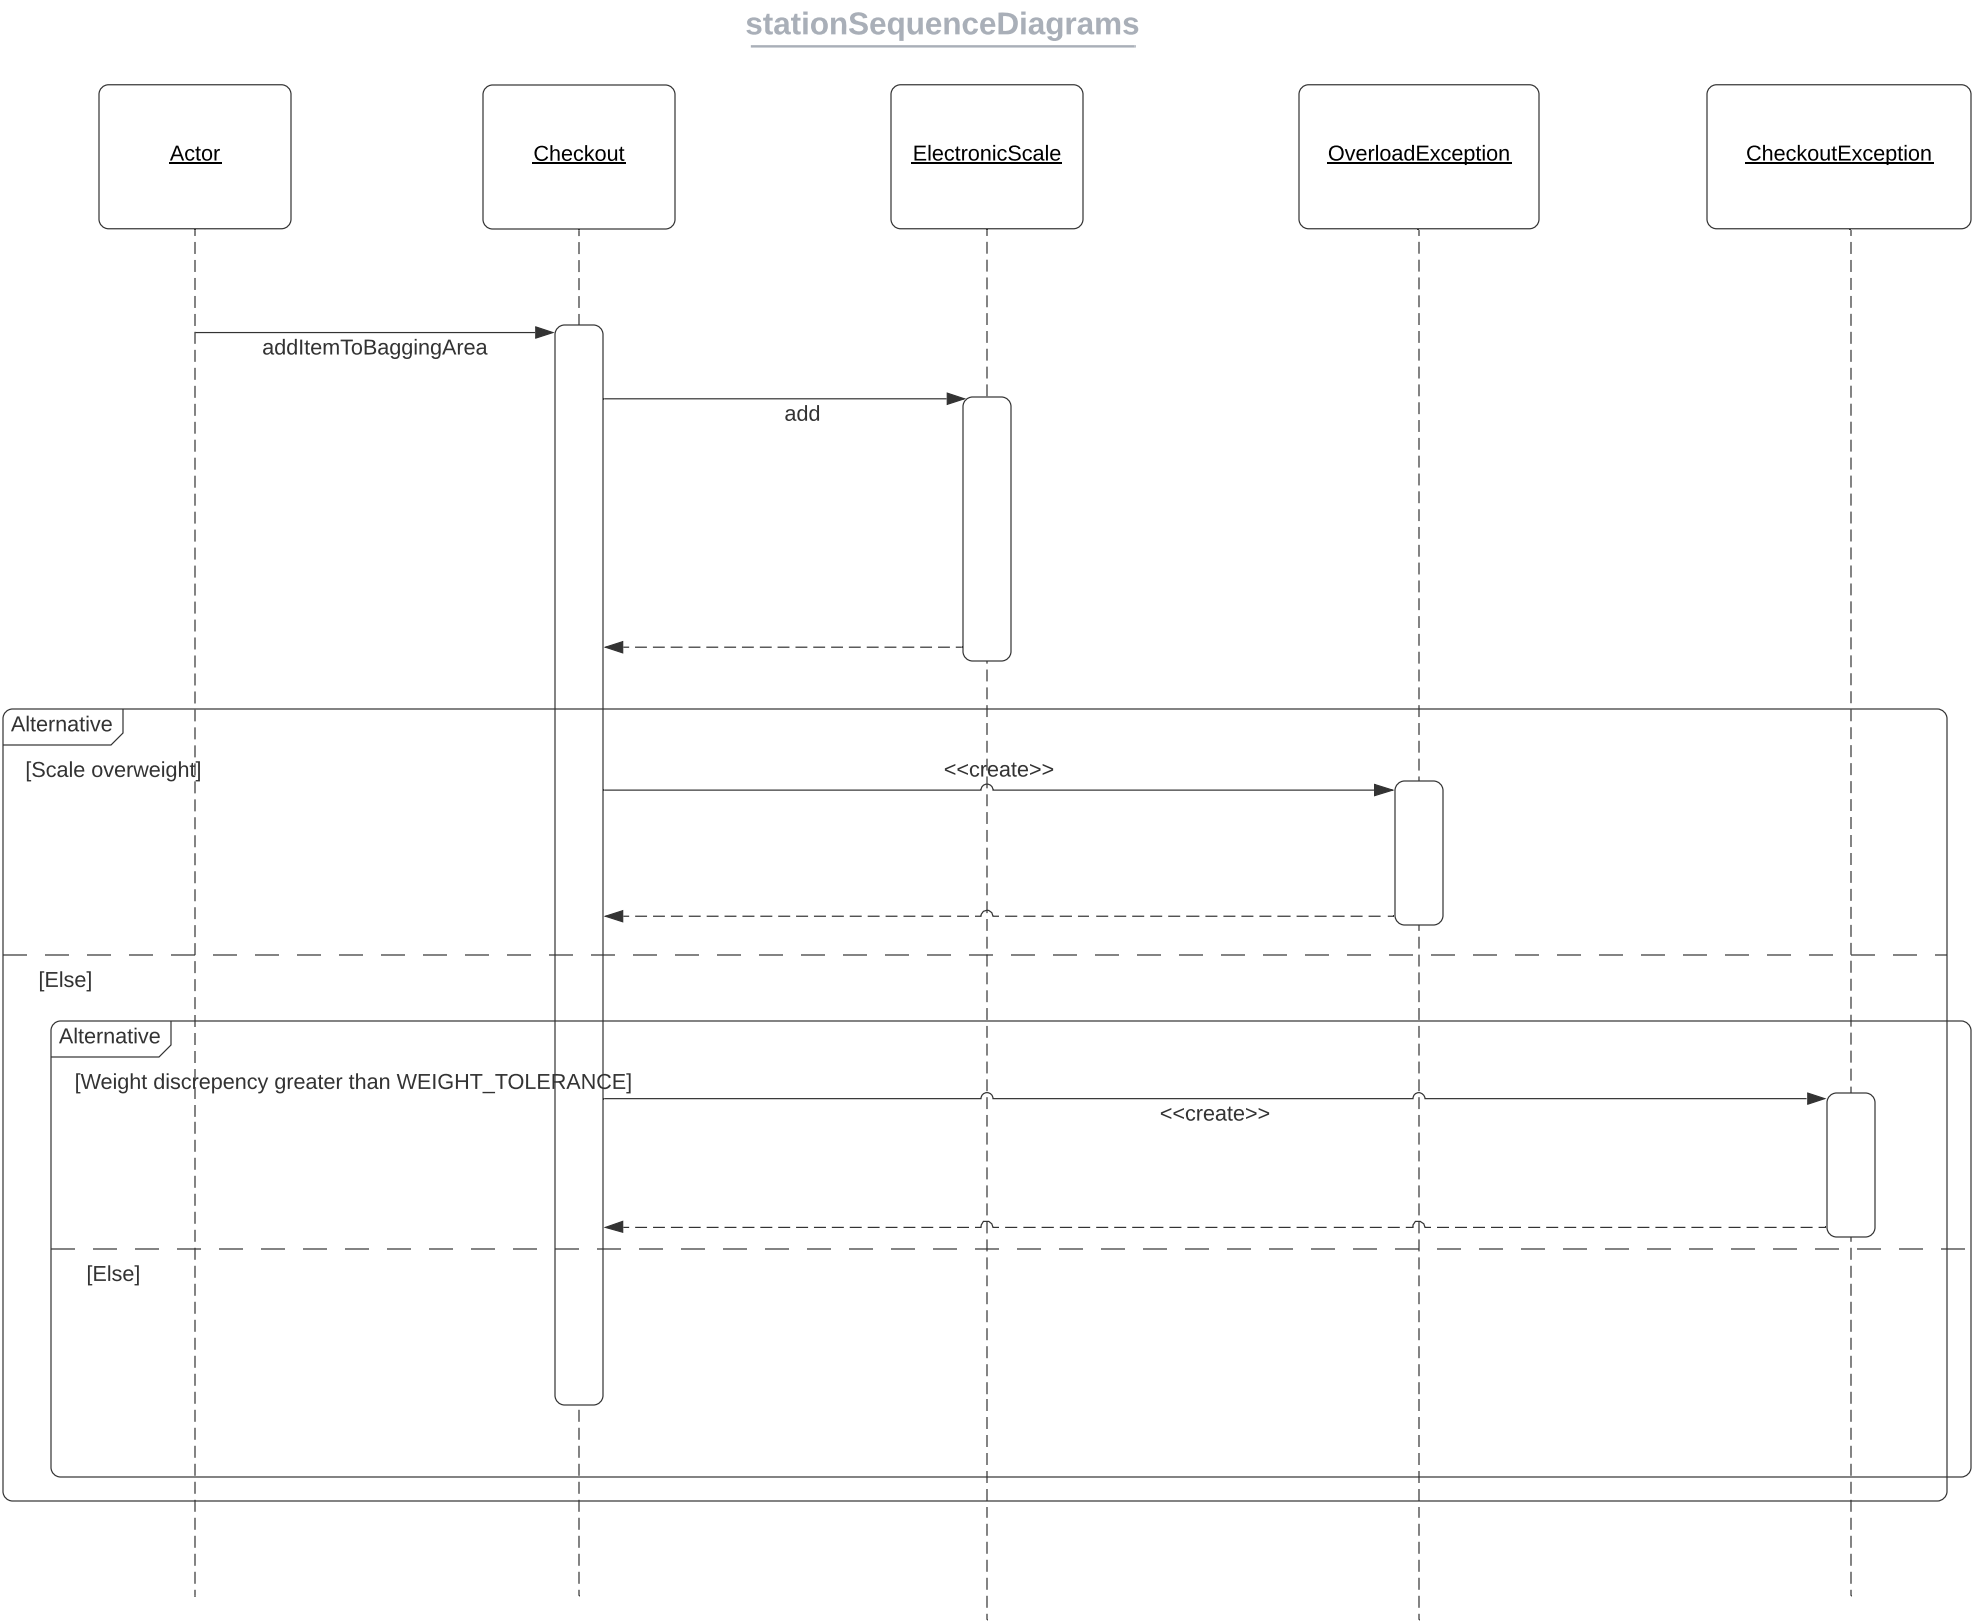 stationSequenceDiagrams
Actor
Checkout
ElectronicScale
OverloadException
CheckoutException
addItemToBaggingArea
add
Alternative
[Scale overweight]
<<create>>
[Else]
Alternative
[Weight discrepency greater than WEIGHT_TOLERANCE]
<<create>>
[Else]